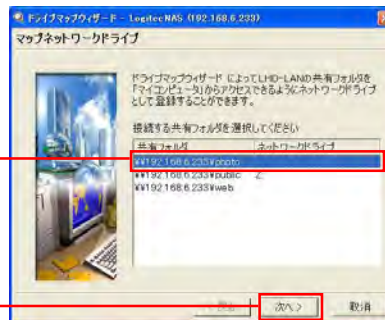 ドライブマップウィザード - LogitecNAS (192.168.6.233)
マップネットワークドライブ
ドライブマップウィザード によってLHD-LANの共有フォルダを
「マイコンピュータ」からアクセスできるようにネットワークドライブ
として登録することができます。
接続する共有フォルダを選択してください
共有フォルダ ネットワークドライブ
¥¥192.168.6.233¥photo
¥¥192.168.6.233¥public Z:
¥¥192.168.6.233¥web
次へ >
取消